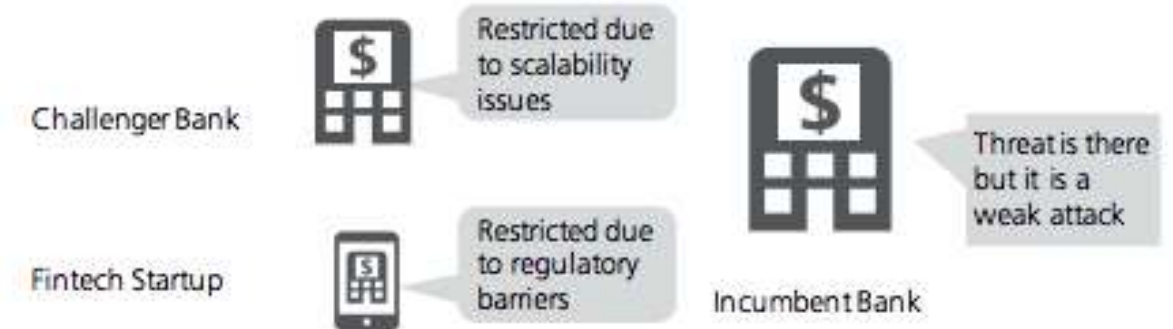 Challenger Bank
$
Restricted due
to scalability
issues
Fintech Startup
$
Restricted due
to regulatory
barriers
$
Incumbent Bank
Threat is there
but it is a
weak attack